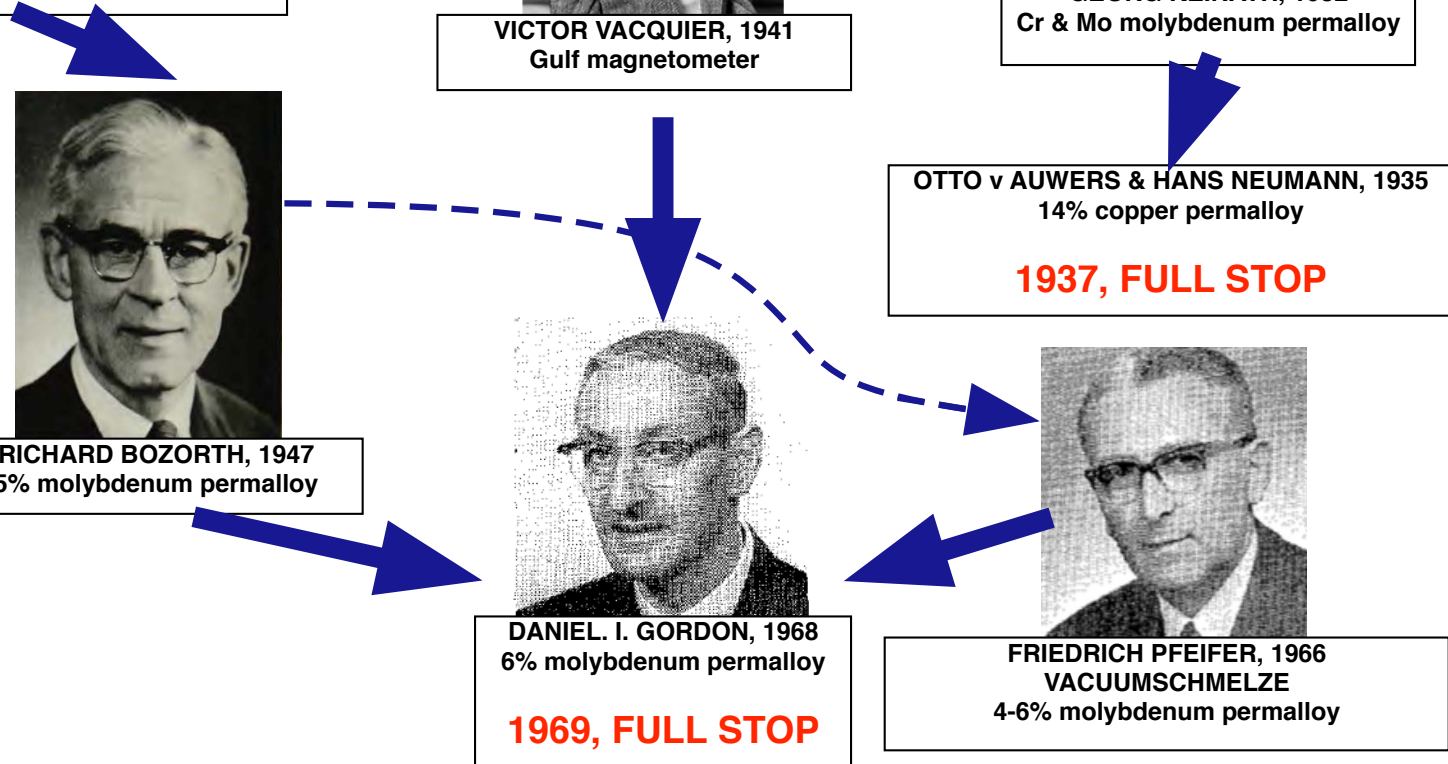 VICTOR VACQUIER, 1941
Gulf magnetometer
Cr & Mo molybdenum permalloy
OTTO v AUWERS & HANS NEUMANN, 1935
14% copper permalloy
1937, FULL STOP
RICHARD BOZORTH, 1947
5% molybdenum permalloy
DANIEL. I. GORDON, 1968
6% molybdenum permalloy
1969, FULL STOP
FRIEDRICH PFEIFER, 1966
VACUUMSCHMELZE
4-6% molybdenum permalloy